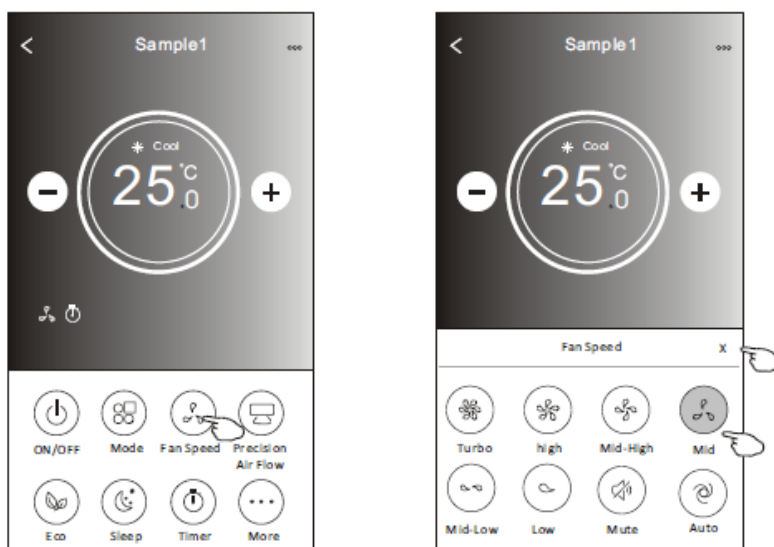 Sample1
Cool
25.0°C
ON/OFF
Mode
Fan Speed
Precision
Air Flow
Eco
Sleep
Timer
More
Sample1
Cool
25.0°C
Fan Speed
X
Turbo
high
Mid-High
Mid
Mid-Low
Low
Mute
Auto